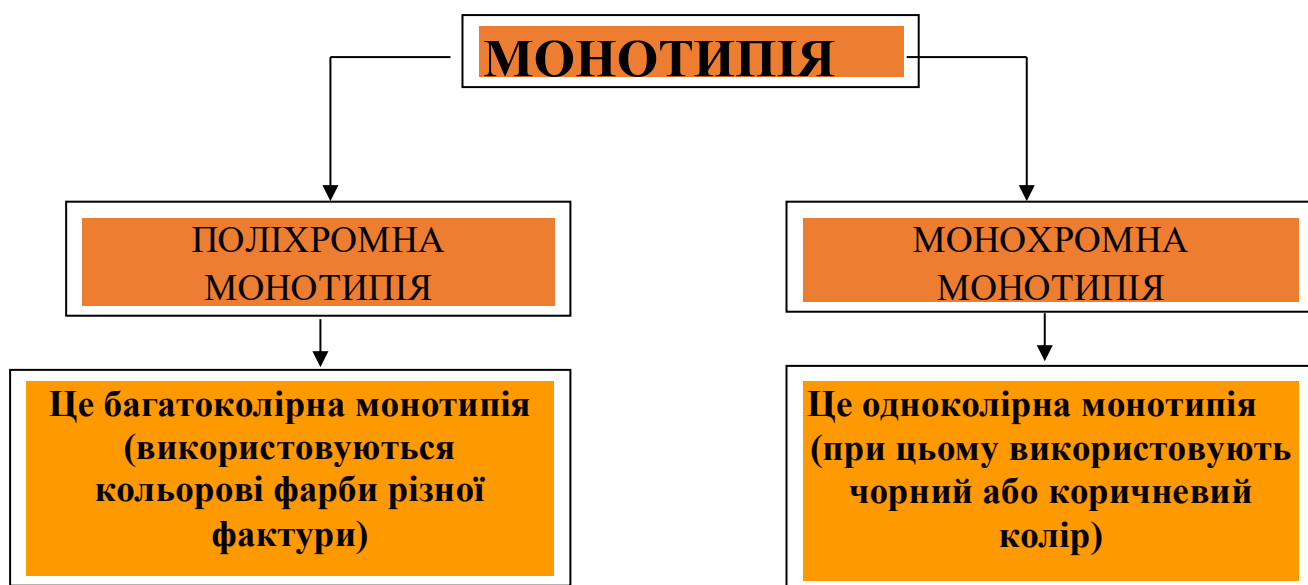 МОНОТИПІЯ
ПОЛІХРОМНА
МОНОТИПІЯ
МОНОХРОМНА
МОНОТИПІЯ
Це багатоколірна монотипія
(використовуються
кольорові фарби різної
фактури)
Це одноколірна монотипія
(при цьому використовують
чорний або коричневий
колір)